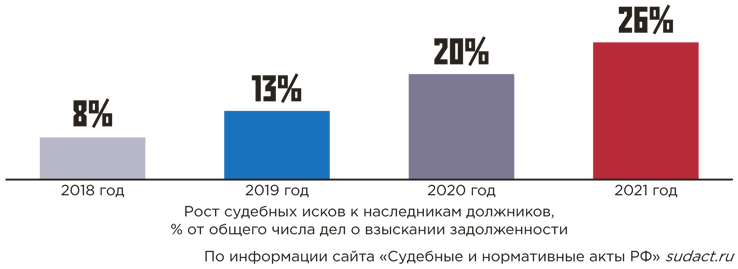 8%
13%
20%
26%
2018 год
2019 год
2020 год
2021 год
Рост судебных исков к наследникам должников,
% от общего числа дел о взыскании задолженности
По информации сайта «Судебные и нормативные акты РФ» sudact.ru